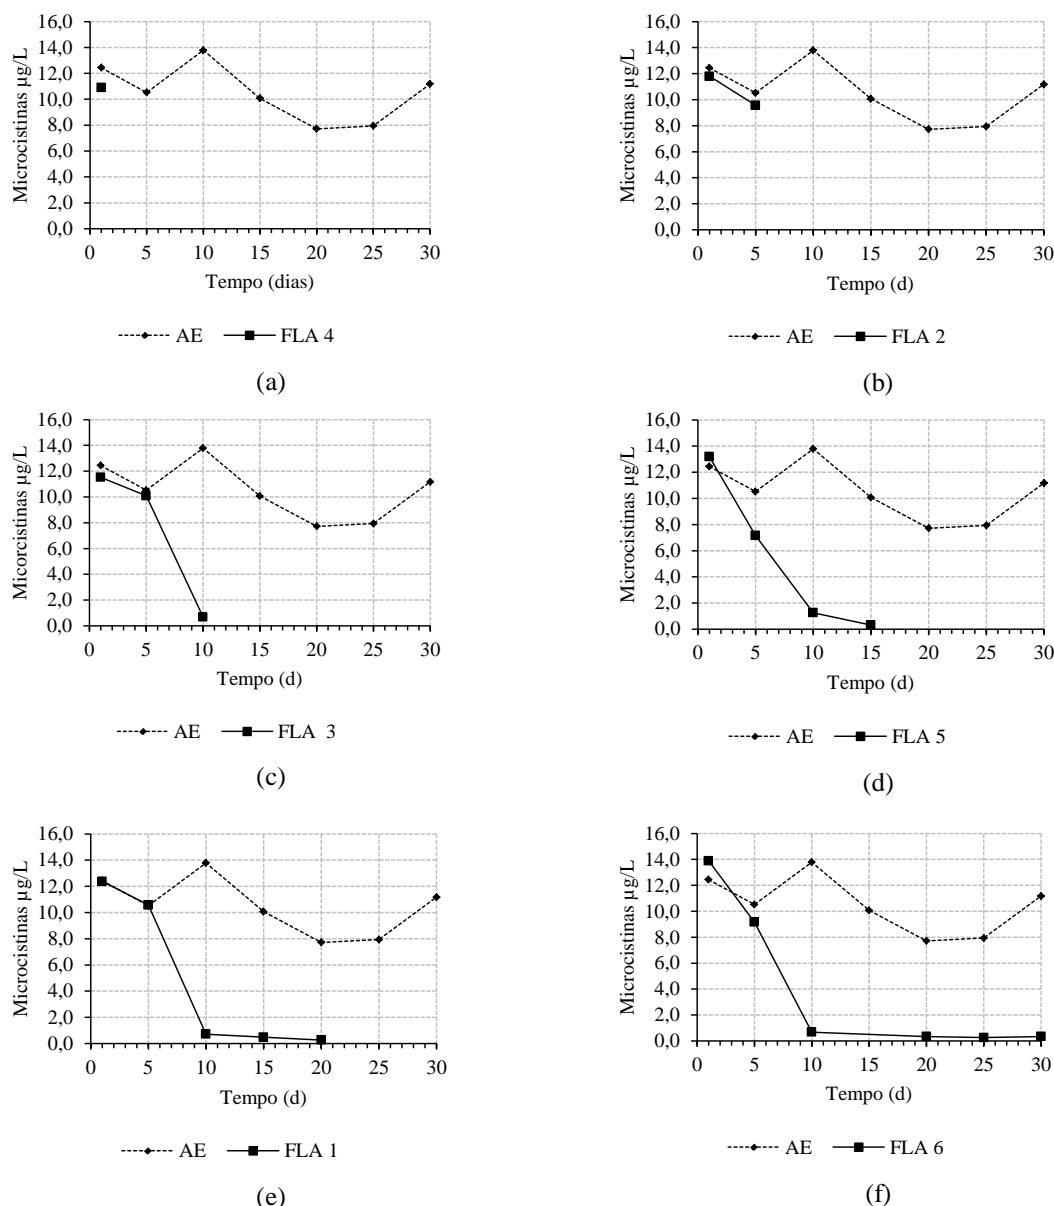 16,0
14,0
12,0
10,0
8,0
6,0
4,0
2,0
0,0
Microcistinas µg/L
0 5 10 15 20 25 30
Tempo (dias)
AE FLA 4
(a)
16,0
14,0
12,0
10,0
8,0
6,0
4,0
2,0
0,0
Microcistinas µg/L
0 5 10 15 20 25 30
Tempo (d)
AE FLA 2
(b)
16,0
14,0
12,0
10,0
8,0
6,0
4,0
2,0
0,0
Micorcistinas µg/L
0 5 10 15 20 25 30
Tempo (d)
AE FLA 3
(c)
16,0
14,0
12,0
10,0
8,0
6,0
4,0
2,0
0,0
Microcistinas µg/L
0 5 10 15 20 25 30
Tempo (d)
AE FLA 5
(d)
16,0
14,0
12,0
10,0
8,0
6,0
4,0
2,0
0,0
Microcistinas µg/L
0 5 10 15 20 25 30
Tempo (d)
AE FLA 1
(e)
16,0
14,0
12,0
10,0
8,0
6,0
4,0
2,0
0,0
Microcistinas µg/L
0 5 10 15 20 25 30
Tempo (d)
AE FLA 6
(f)